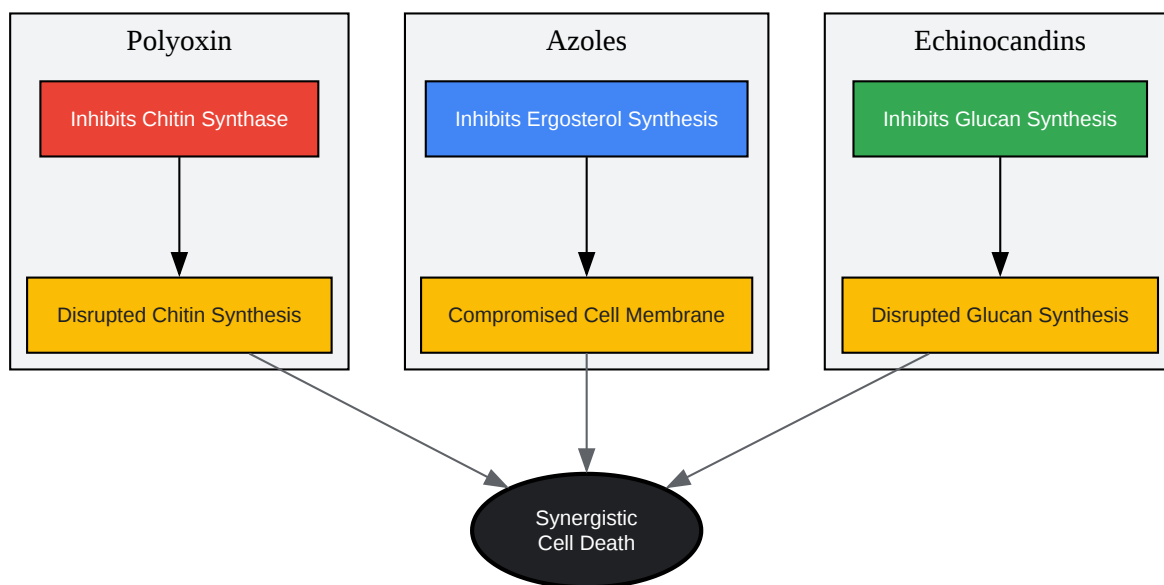 Polyoxin
Azoles
Echinocandins
Inhibits Chitin Synthase
Inhibits Ergosterol Synthesis
Inhibits Glucan Synthesis
Disrupted Chitin Synthesis
Compromised Cell Membrane
Disrupted Glucan Synthesis
Synergistic
Cell Death